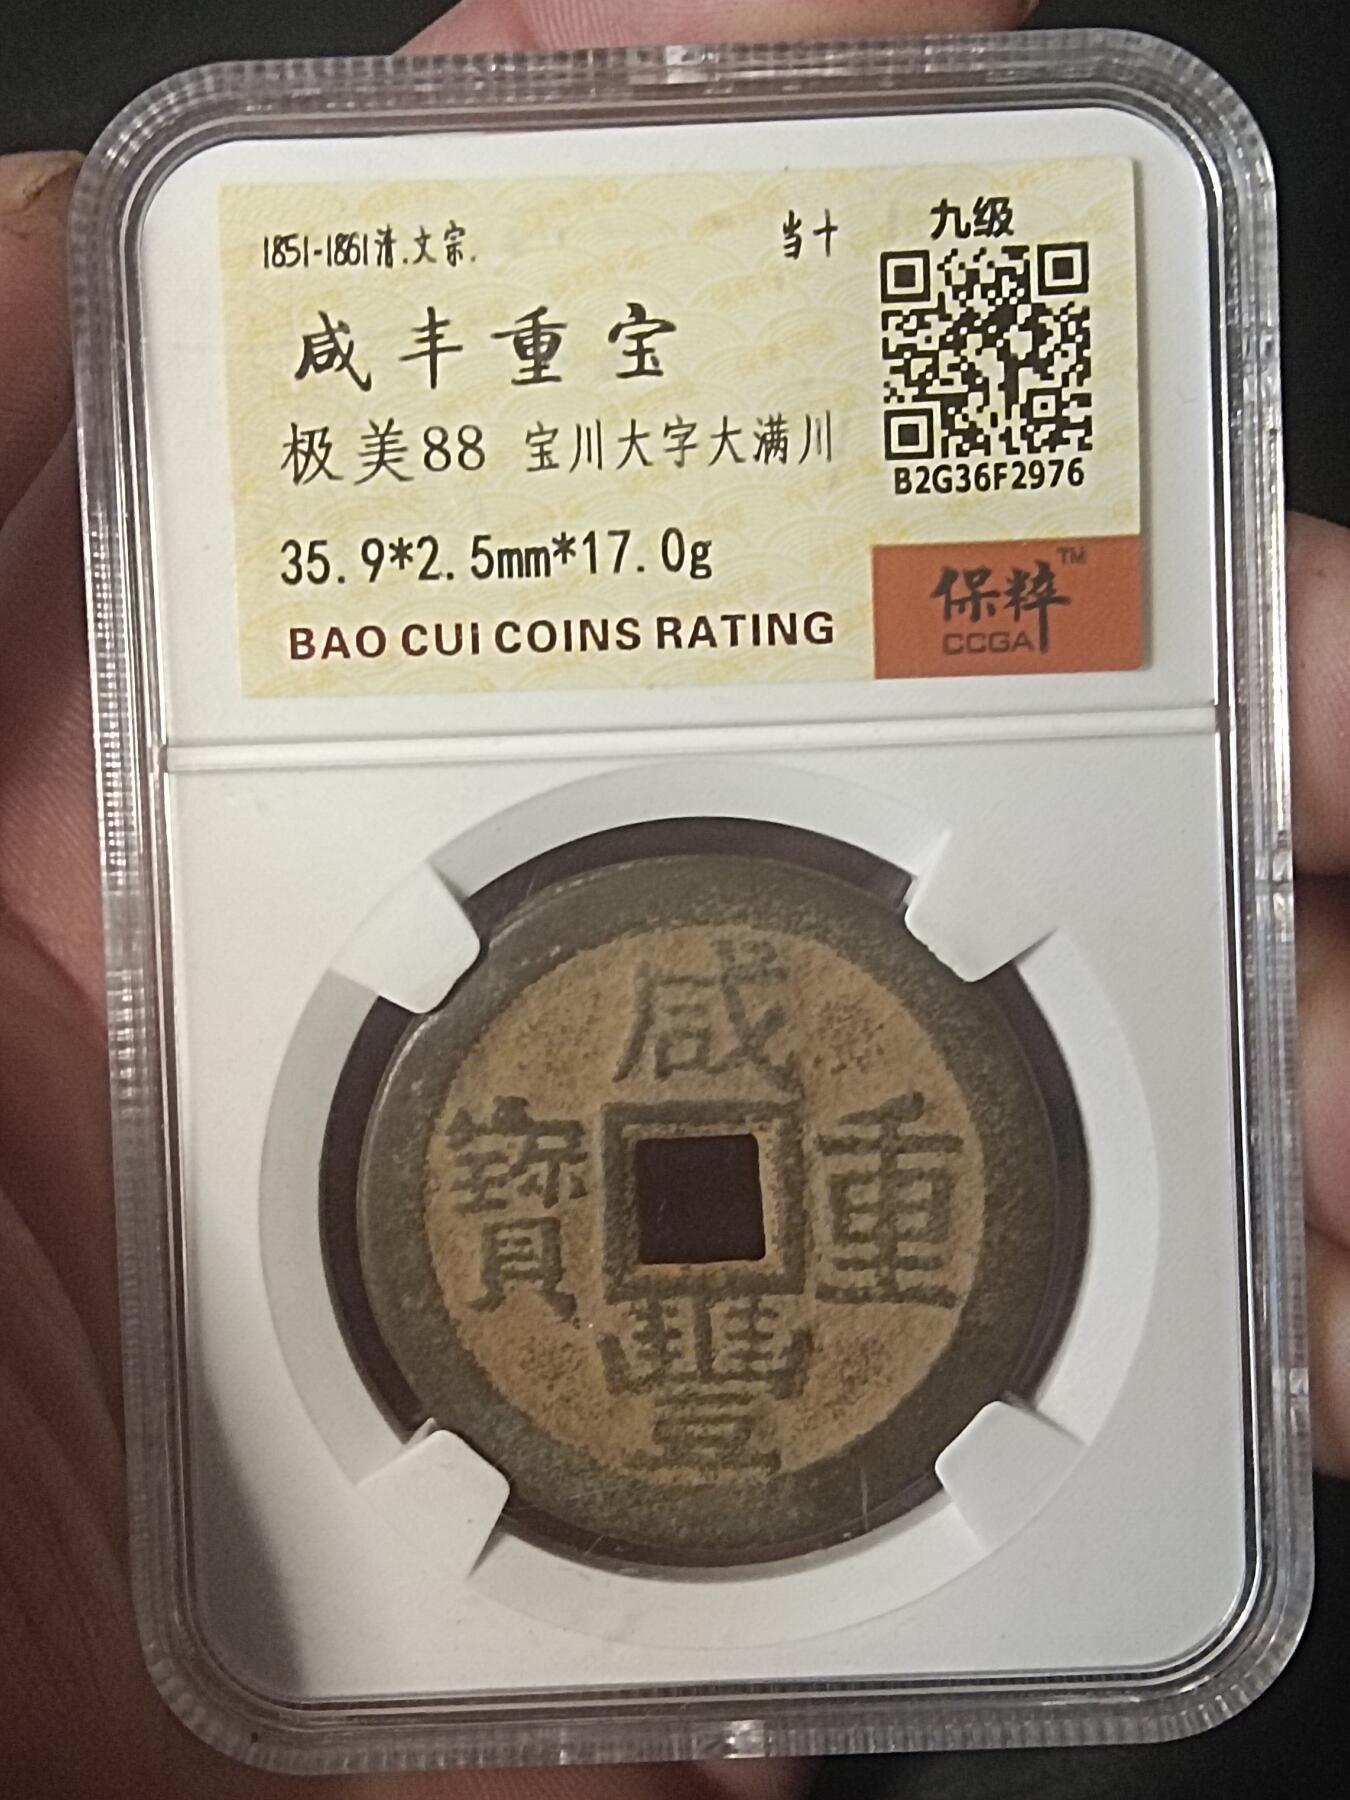 1851-1861清.文宗.
当十
九级
咸丰重宝
极美88 宝川大字大满川
B2G36F2976
35.9*2.5mm*17.0g
BAO CUI COINS RATING
保粹™
CCGA
咸
寶 重
豐